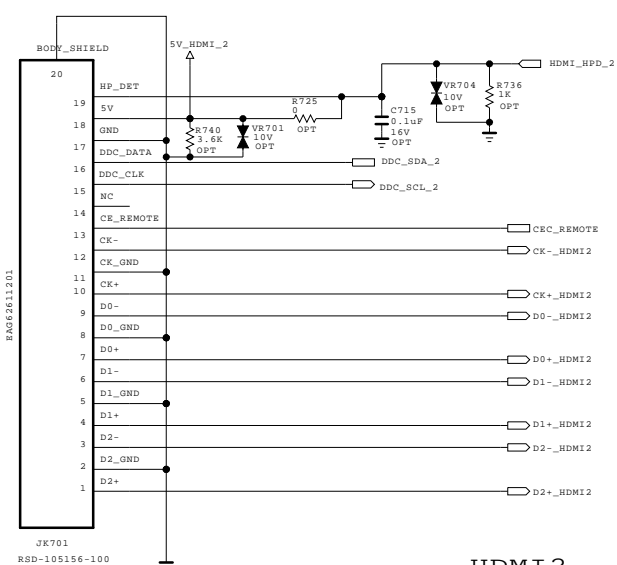 BODY_SHIELD
20
5V_HDMI_2
HDMI_HPD_2
HP_DET
19
5V
18
GND
17
DDC_DATA
16
DDC_CLK
15
NC
14
CE_REMOTE
13
CK-
12
CK_GND
11
10
CK+
D0-
9
D0_GND
8
D0+
7
D1-
6
D1_GND
5
D1+
4
D2-
3
D2_GND
2
D2+
1
R725
0
OPT
R740
3.6K
OPT
VR701
10V
OPT
C715
0.1uF
16V
OPT
VR704
10V
OPT
R736
1K
OPT
DDC_SDA_2
DDC_SCL_2
CEC_REMOTE
CK-_HDMI2
CK+_HDMI2
D0-_HDMI2
D0+_HDMI2
D1-_HDMI2
D1+_HDMI2
D2-_HDMI2
D2+_HDMI2
EAG62611201
JK701
RSD-105156-100
HDMI2